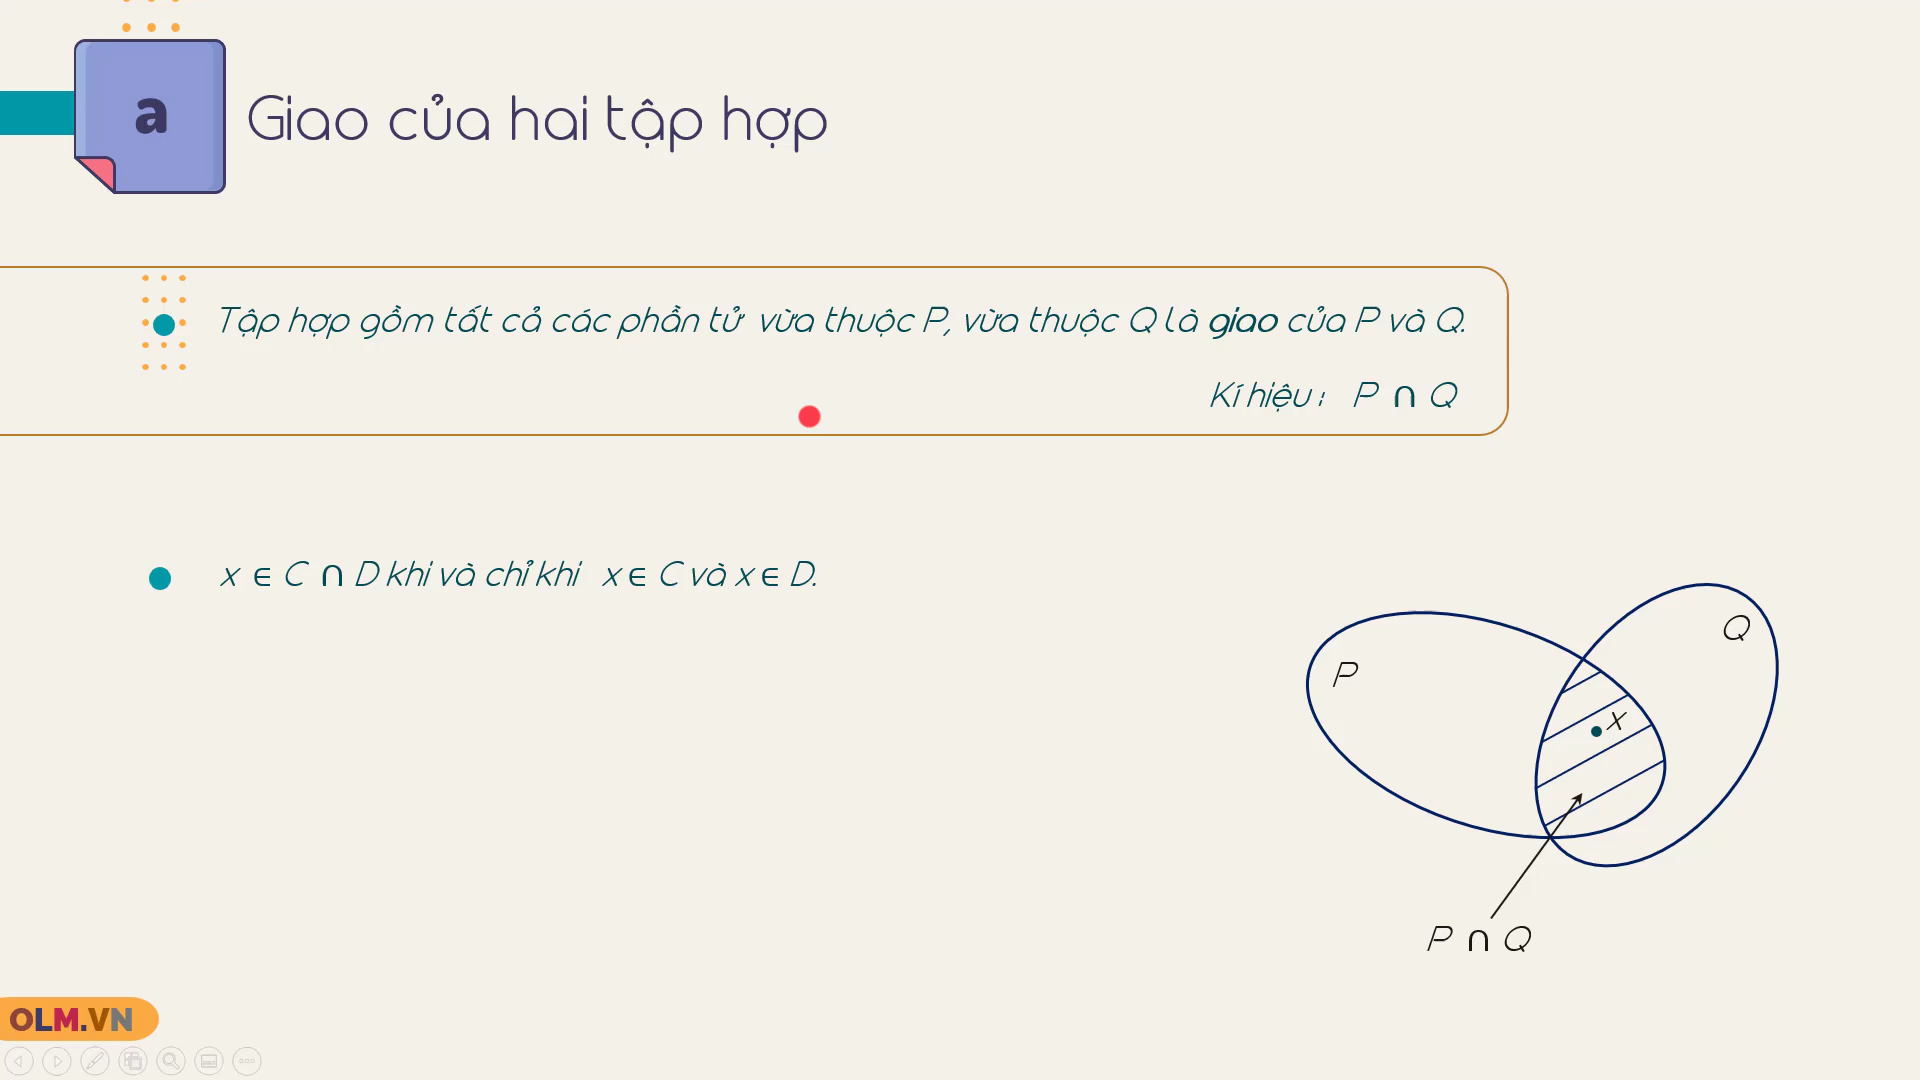 a
Giao của hai tập hợp
Tập hợp gồm tất cả các phần tử vừa thuộc P, vừa thuộc Q là giao của P và Q.
Kí hiệu : P ∩ Q
x ∈ C ∩ D khi và chỉ khi x ∈ C và x ∈ D.
Q
P
x
P ∩ Q
OLM.VN